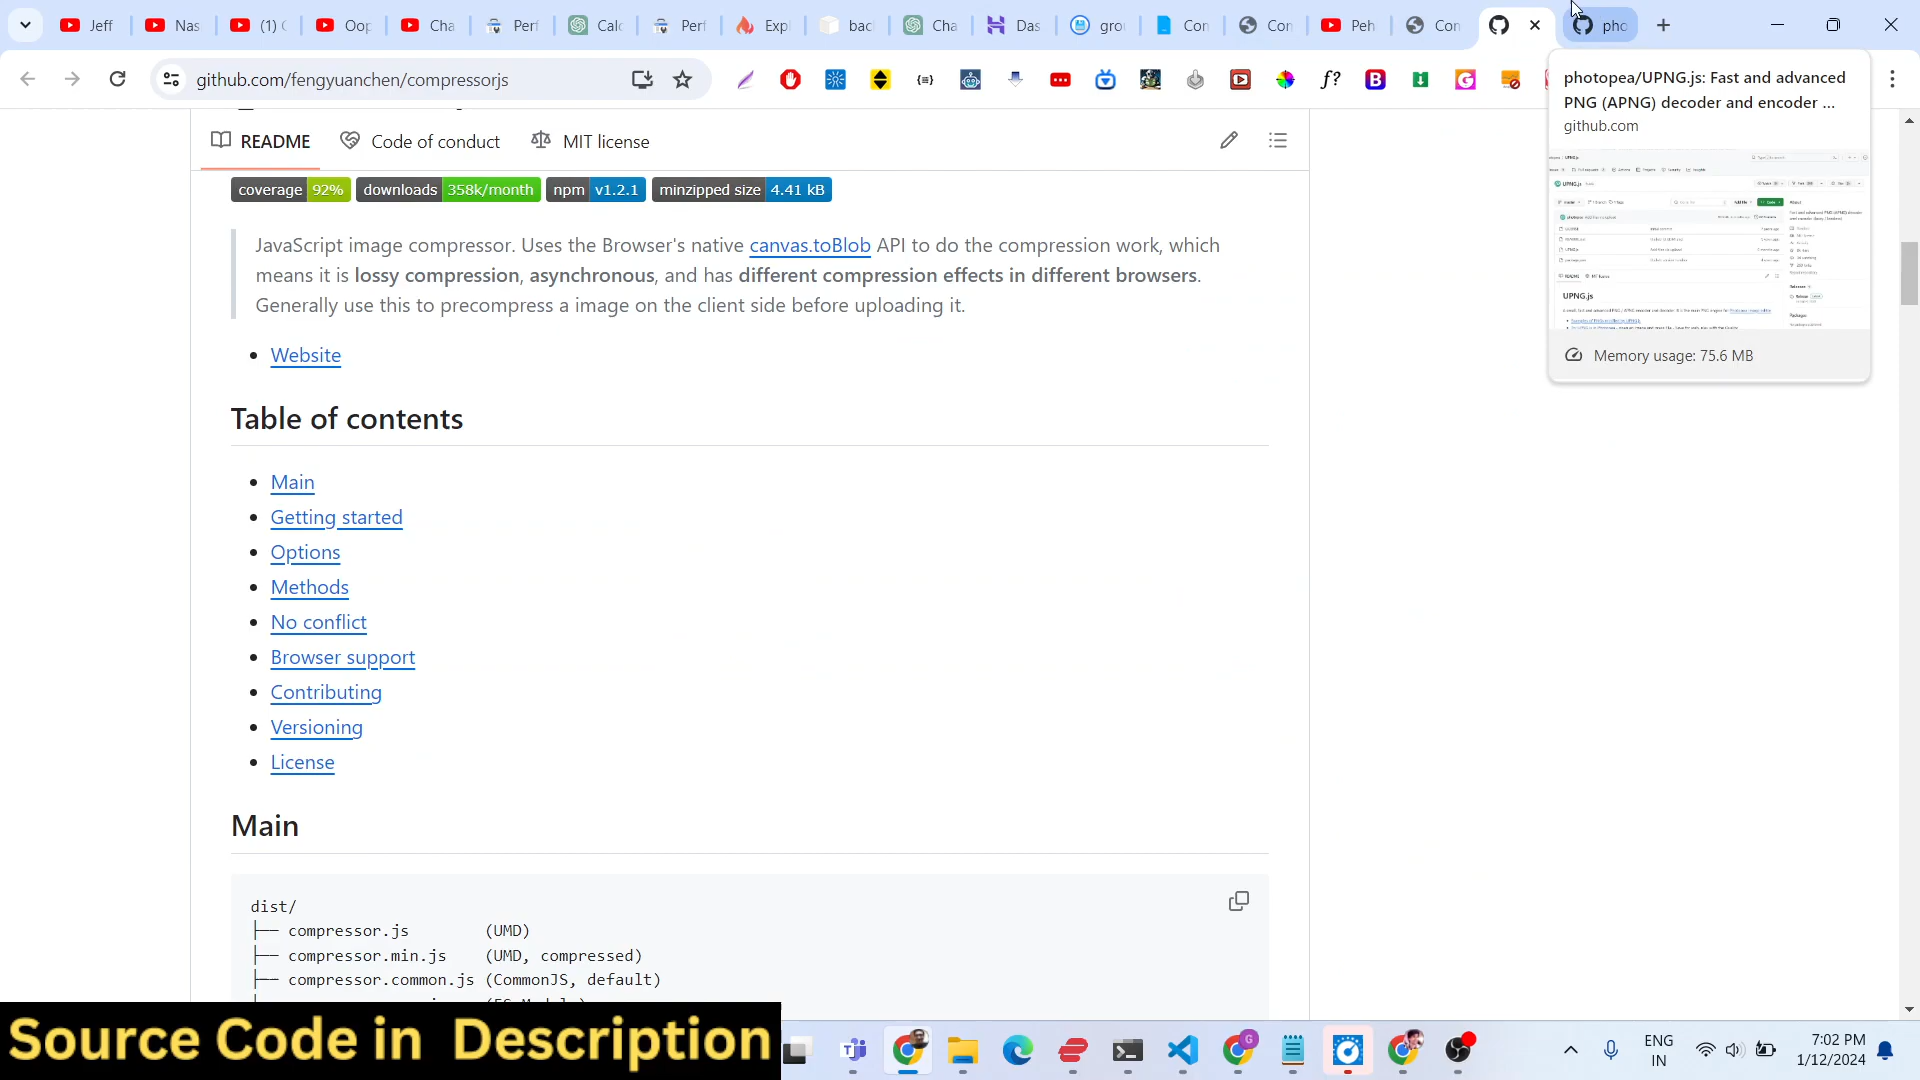 Jeff
Nas
(1) (
Oop
Cha
Perf
Calc
Perf
Expl
bac
Cha
Das
gro
Con
Con
Peh
Con
pho
github.com/fengyuanchen/compressorjs
photopea/UPNG.js: Fast and advanced
PNG (APNG) decoder and encoder ...
github.com
UPNG.js
Memory usage: 75.6 MB
README
Code of conduct
MIT license
coverage 92%
downloads 358k/month
npm v1.2.1
minzipped size 4.41 kB
JavaScript image compressor. Uses the Browser's native canvas.toBlob API to do the compression work, which
means it is lossy compression, asynchronous, and has different compression effects in different browsers.
Generally use this to precompress a image on the client side before uploading it.
Website
Table of contents
Main
Getting started
Options
Methods
No conflict
Browser support
Contributing
Versioning
License
Main
dist/
├── compressor.js        (UMD)
├── compressor.min.js    (UMD, compressed)
├── compressor.common.js (CommonJS, default)
Source Code in Description
ENG
IN
7:02 PM
1/12/2024